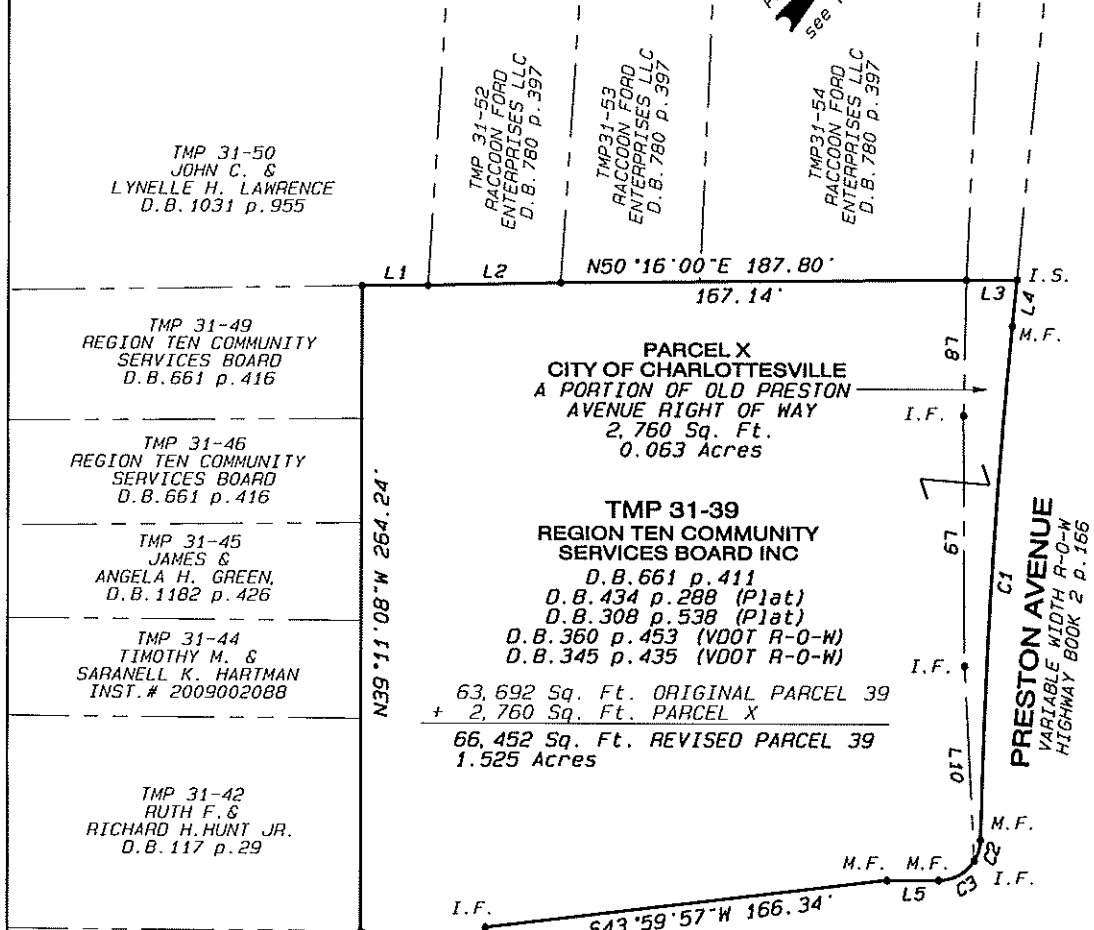 see
TMP 31-52
RACCOON FORD
ENTERPRISES LLC
D.B. 780 p.397
TMP31-53
RACCOON FORD
ENTERPRISES LLC
D.B. 780 p.397
TMP31-54
RACCOON FORD
ENTERPRISES LLC
D.B. 780 p.397
TMP 31-50
JOHN C. &
LYNELLE H. LAWRENCE
D.B. 1031 p.955
L1
L2
N50°16'00"E 187.80'
167.14'
L3
I.S.
L4
M.F.
TMP 31-49
REGION TEN COMMUNITY
SERVICES BOARD
D.B.661 p.416
PARCEL X
CITY OF CHARLOTTESVILLE
A PORTION OF OLD PRESTON
AVENUE RIGHT OF WAY
2,760 Sq. Ft.
0.063 Acres
L8
I.F.
TMP 31-46
REGION TEN COMMUNITY
SERVICES BOARD
D.B.661 p.416
N39°11'08"W 264.24'
TMP 31-39
REGION TEN COMMUNITY
SERVICES BOARD INC
D.B.661 p.411
D.B.434 p.288 (Plat)
D.B.308 p.538 (Plat)
D.B.360 p.453 (VDOT R-O-W)
D.B.345 p.435 (VDOT R-O-W)
63,692 Sq. Ft. ORIGINAL PARCEL 39
+ 2,760 Sq. Ft. PARCEL X
66,452 Sq. Ft. REVISED PARCEL 39
1.525 Acres
L9
C1
PRESTON AVENUE
VARIABLE WIDTH R-O-W
HIGHWAY BOOK 2 p.166
TMP 31-45
JAMES &
ANGELA H. GREEN,
D.B. 1182 p.426
TMP 31-44
TIMOTHY M. &
SARANELL K. HARTMAN
INST.# 2009002088
I.F.
L10
TMP 31-42
RUTH F. &
RICHARD H. HUNT JR.
D.B. 117 p.29
M.F.
C2
I.F.
C3
M.F.
M.F.
L5
I.F.
S43°59'57"W 166.34'